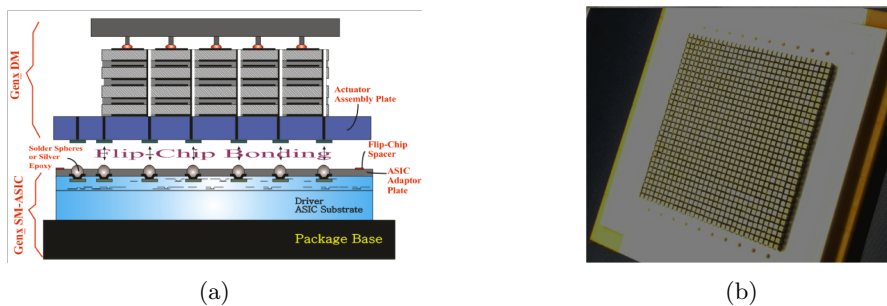 Genx DM
Actuator
Assembly Plate
Solder Spheres
or Silver
Epoxy
Flip-Chip Bonding
Flip-Chip
Spacer
ASIC
Adaptor
Plate
Genx SM-ASIC
Driver
ASIC Substrate
Package Base
(a)
(b)